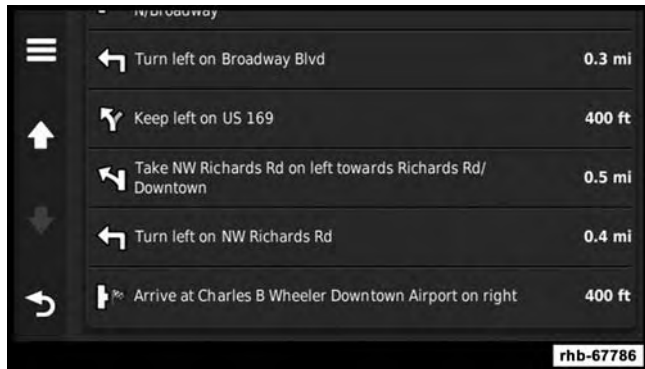 N/Broadway
Turn left on Broadway Blvd 0.3 mi
Keep left on US 169 400 ft
Take NW Richards Rd on left towards Richards Rd/
Downtown 0.5 mi
Turn left on NW Richards Rd 0.4 mi
Arrive at Charles B Wheeler Downtown Airport on right 400 ft
rhb-67786